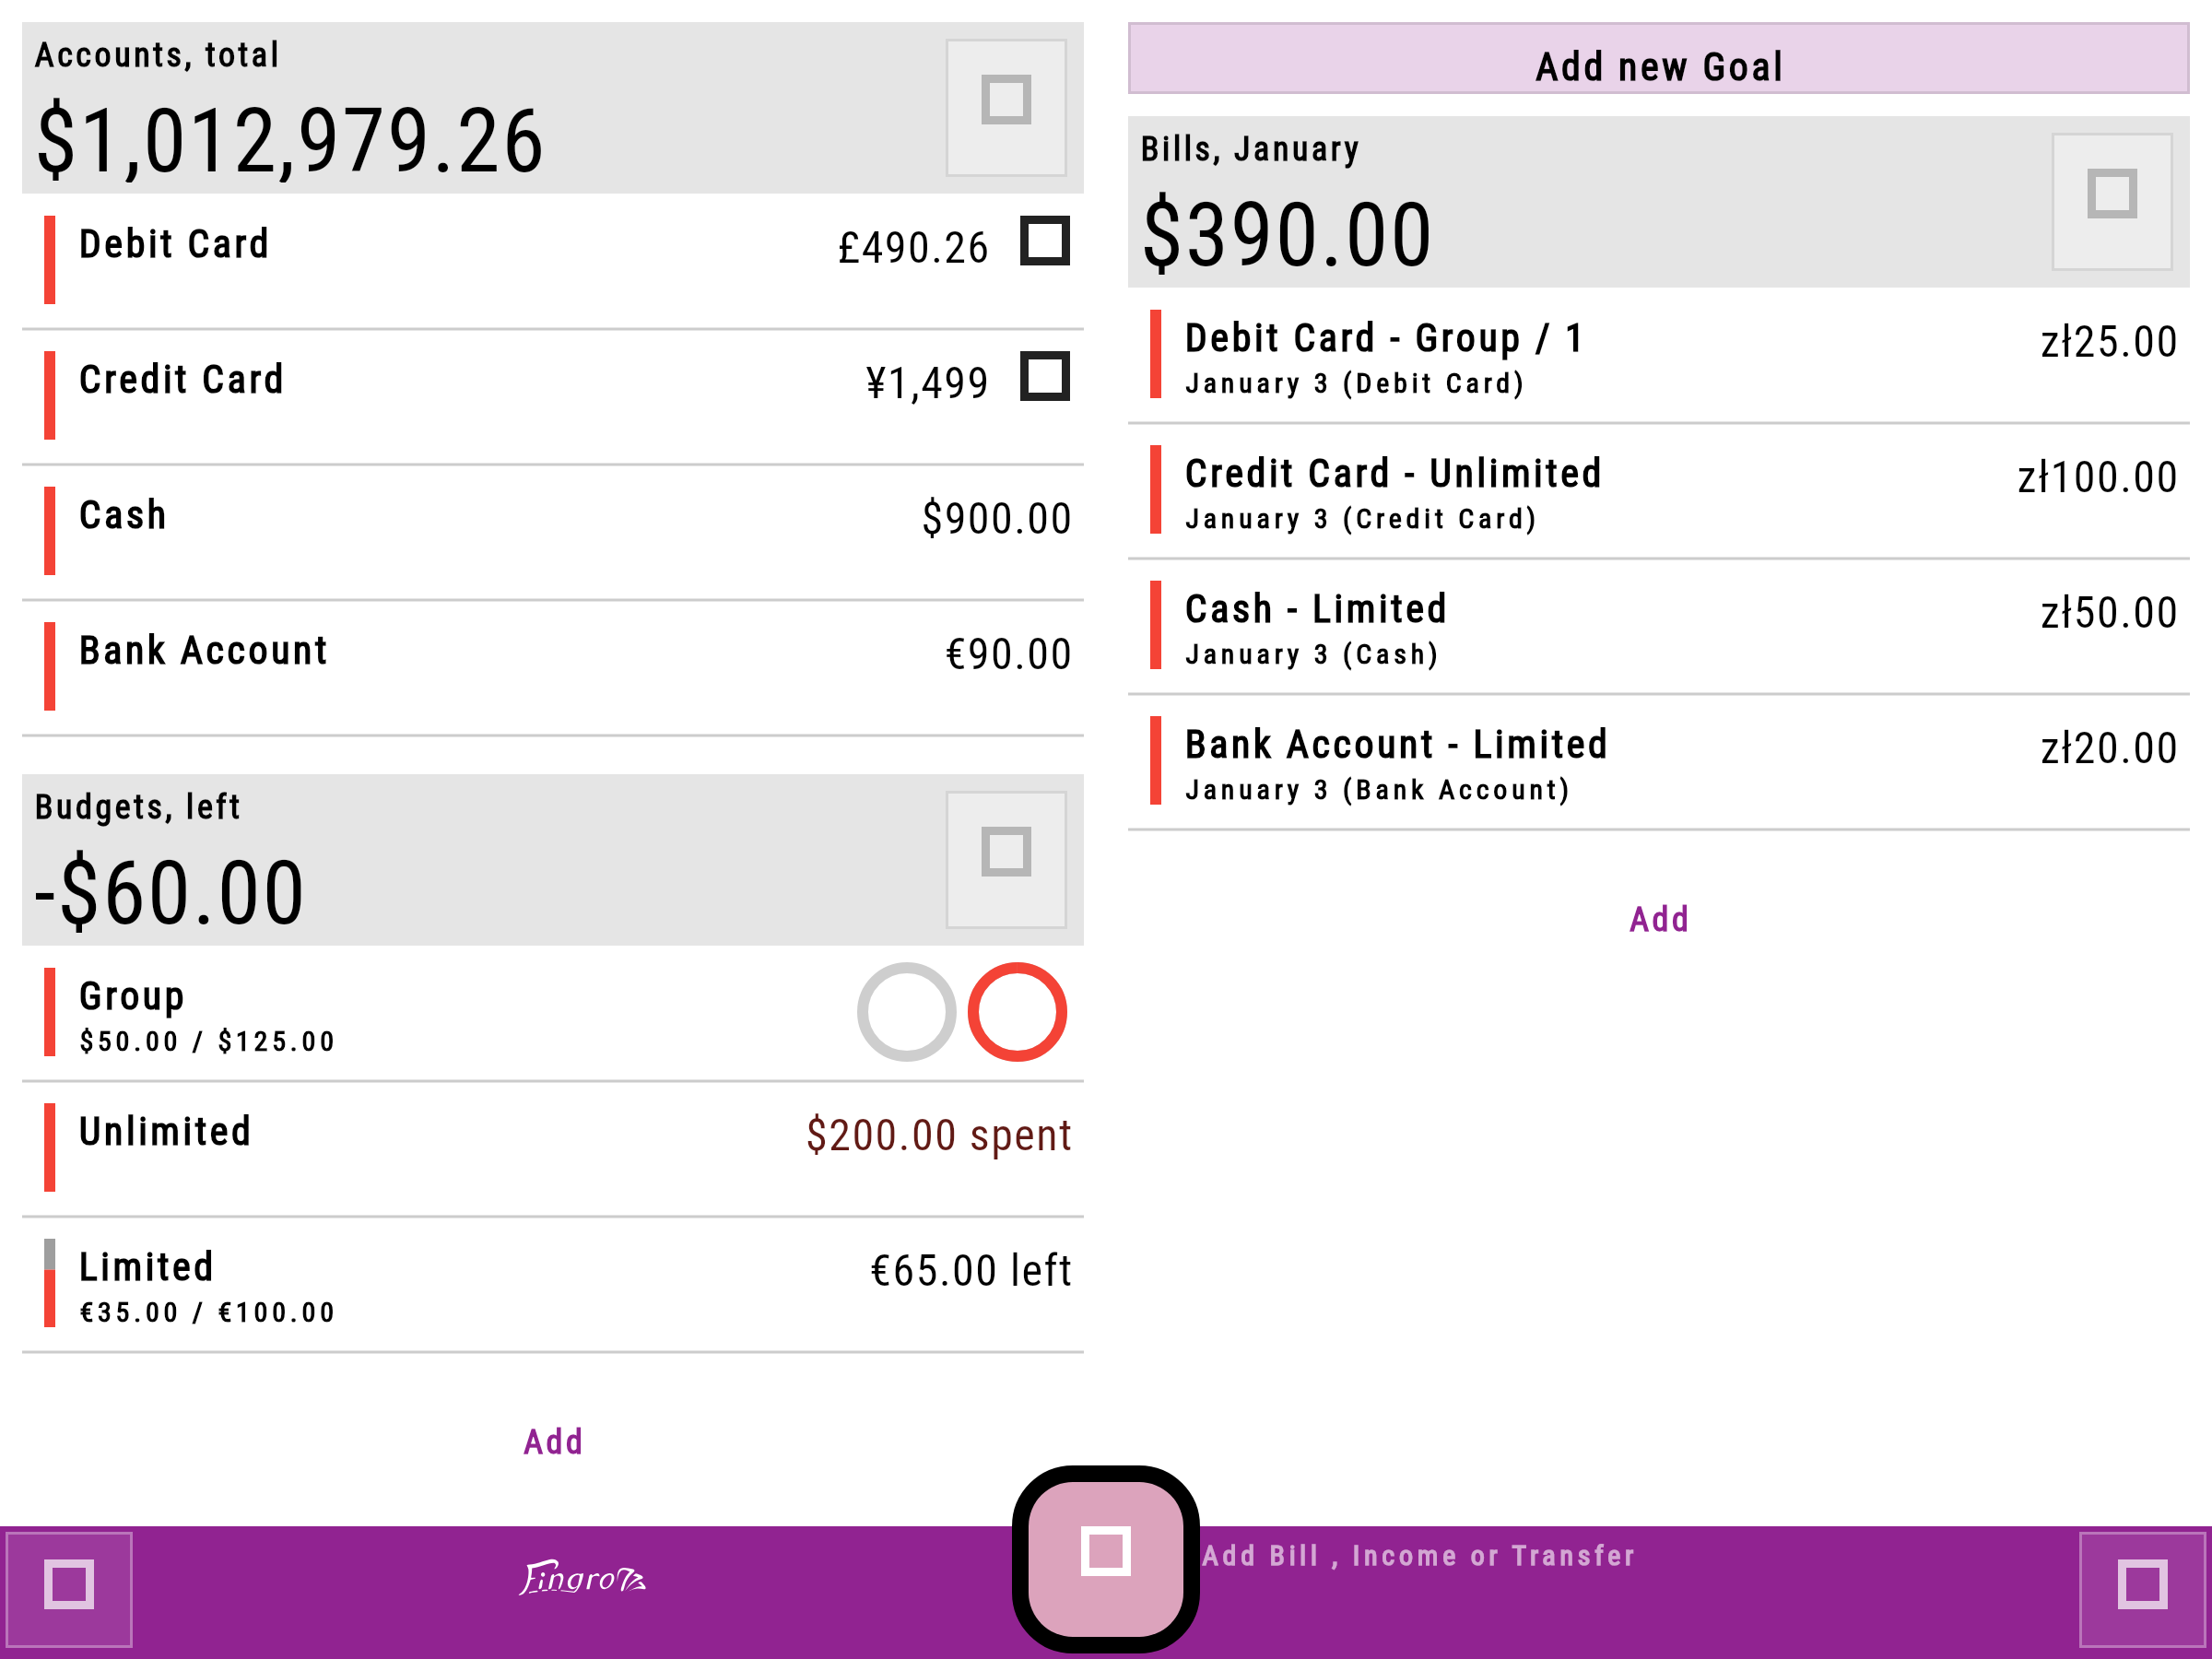 Accounts, total
$1,012,979.26
Debit Card
£490.26
Credit Card
¥1,499
Cash
$900.00
Bank Account
€90.00
Budgets, left
-$60.00
Group
$50.00 / $125.00
Unlimited
$200.00 spent
Limited
€65.00 left
€35.00 / €100.00
Add
Add new Goal
Bills, January
$390.00
Debit Card - Group / 1
zł25.00
January 3 (Debit Card)
Credit Card - Unlimited
zł100.00
January 3 (Credit Card)
Cash - Limited
zł50.00
January 3 (Cash)
Bank Account - Limited
zł20.00
January 3 (Bank Account)
Add
Fingro
Add Bill , Income or Transfer